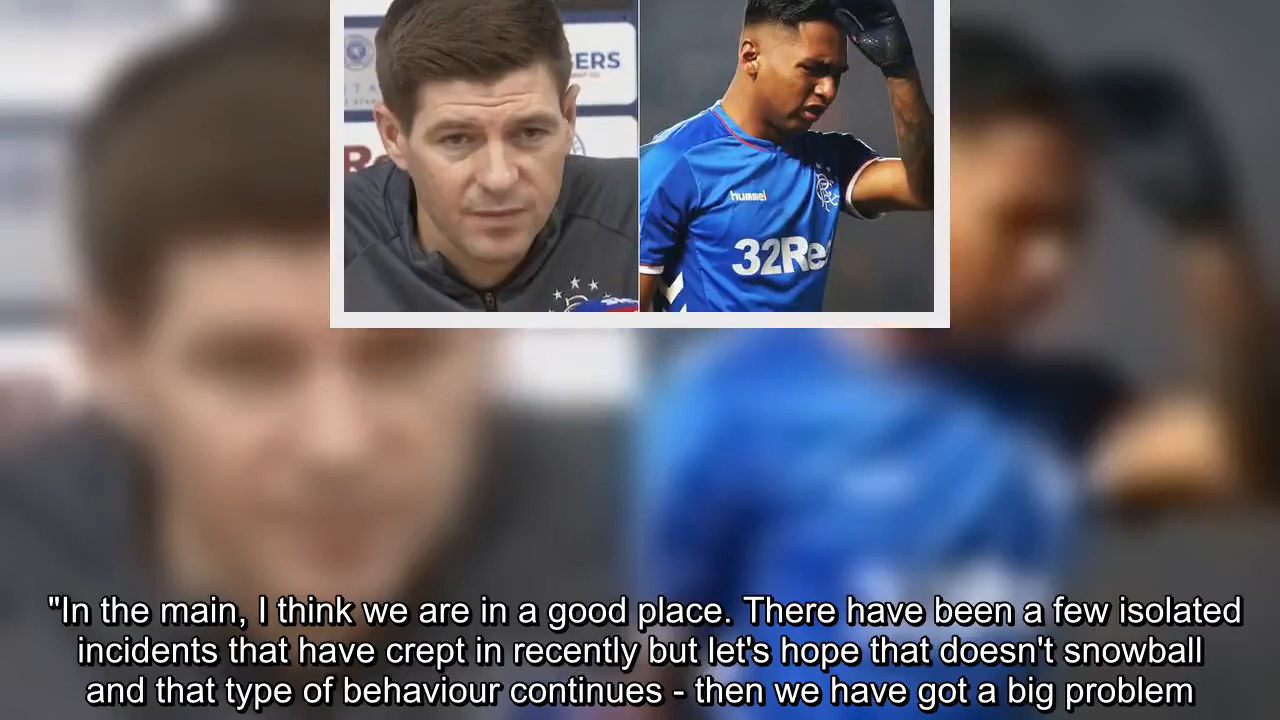 ERS
hummel
32Re
"In the main, I think we are in a good place. There have been a few isolated
incidents that have crept in recently but let's hope that doesn't snowball
and that type of behaviour continues - then we have got a big problem